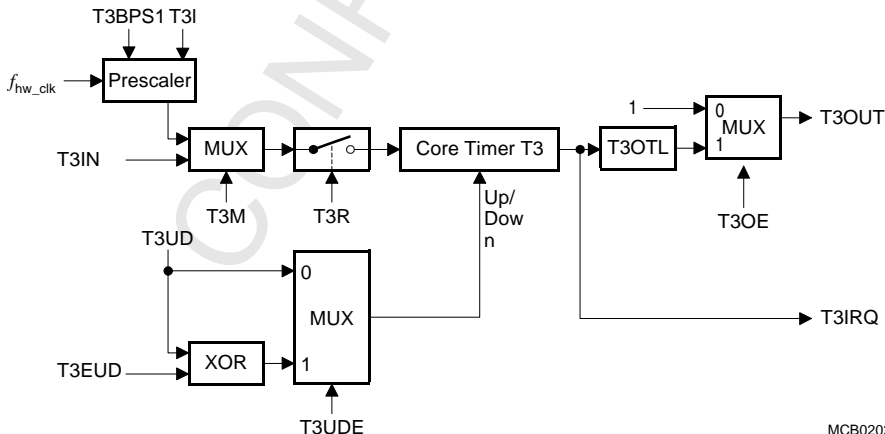 T3BPS1 T3I
fhw_clk
Prescaler
1
0
MUX
1
T3OUT
T3IN
MUX
Core Timer T3
T3OTL
T3M
T3R
Up/
Dow
n
T3OE
T3UD
0
MUX
1
T3IRQ
XOR
T3EUD
T3UDE